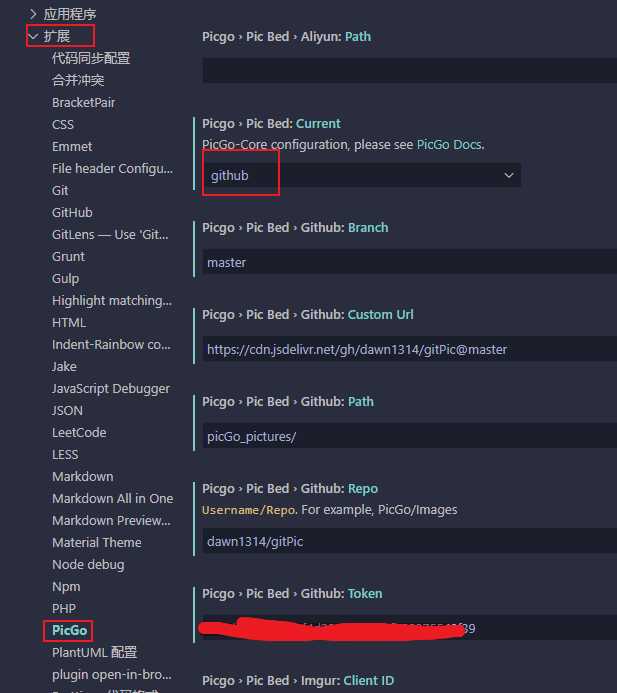 应用程序
扩展
代码同步配置
合并冲突
BracketPair
CSS
Emmet
File header Configu...
Git
GitHub
GitLens — Use 'Git...
Grunt
Gulp
Highlight matching...
HTML
Indent-Rainbow co...
Jake
JavaScript Debugger
JSON
LeetCode
LESS
Markdown
Markdown All in One
Markdown Preview...
Material Theme
Node debug
Npm
PHP
PicGo
PlantUML 配置
plugin open-in-bro...
Picgo › Pic Bed › Aliyun: Path
Picgo › Pic Bed: Current
PicGo-Core configuration, please see PicGo Docs.
github
Picgo › Pic Bed › Github: Branch
master
Picgo › Pic Bed › Github: Custom Url
https://cdn.jsdelivr.net/gh/dawn1314/gitPic@master
Picgo › Pic Bed › Github: Path
picGo_pictures/
Picgo › Pic Bed › Github: Repo
Username/Repo. For example, PicGo/Images
dawn1314/gitPic
Picgo › Pic Bed › Github: Token
Picgo › Pic Bed › Imgur: Client ID